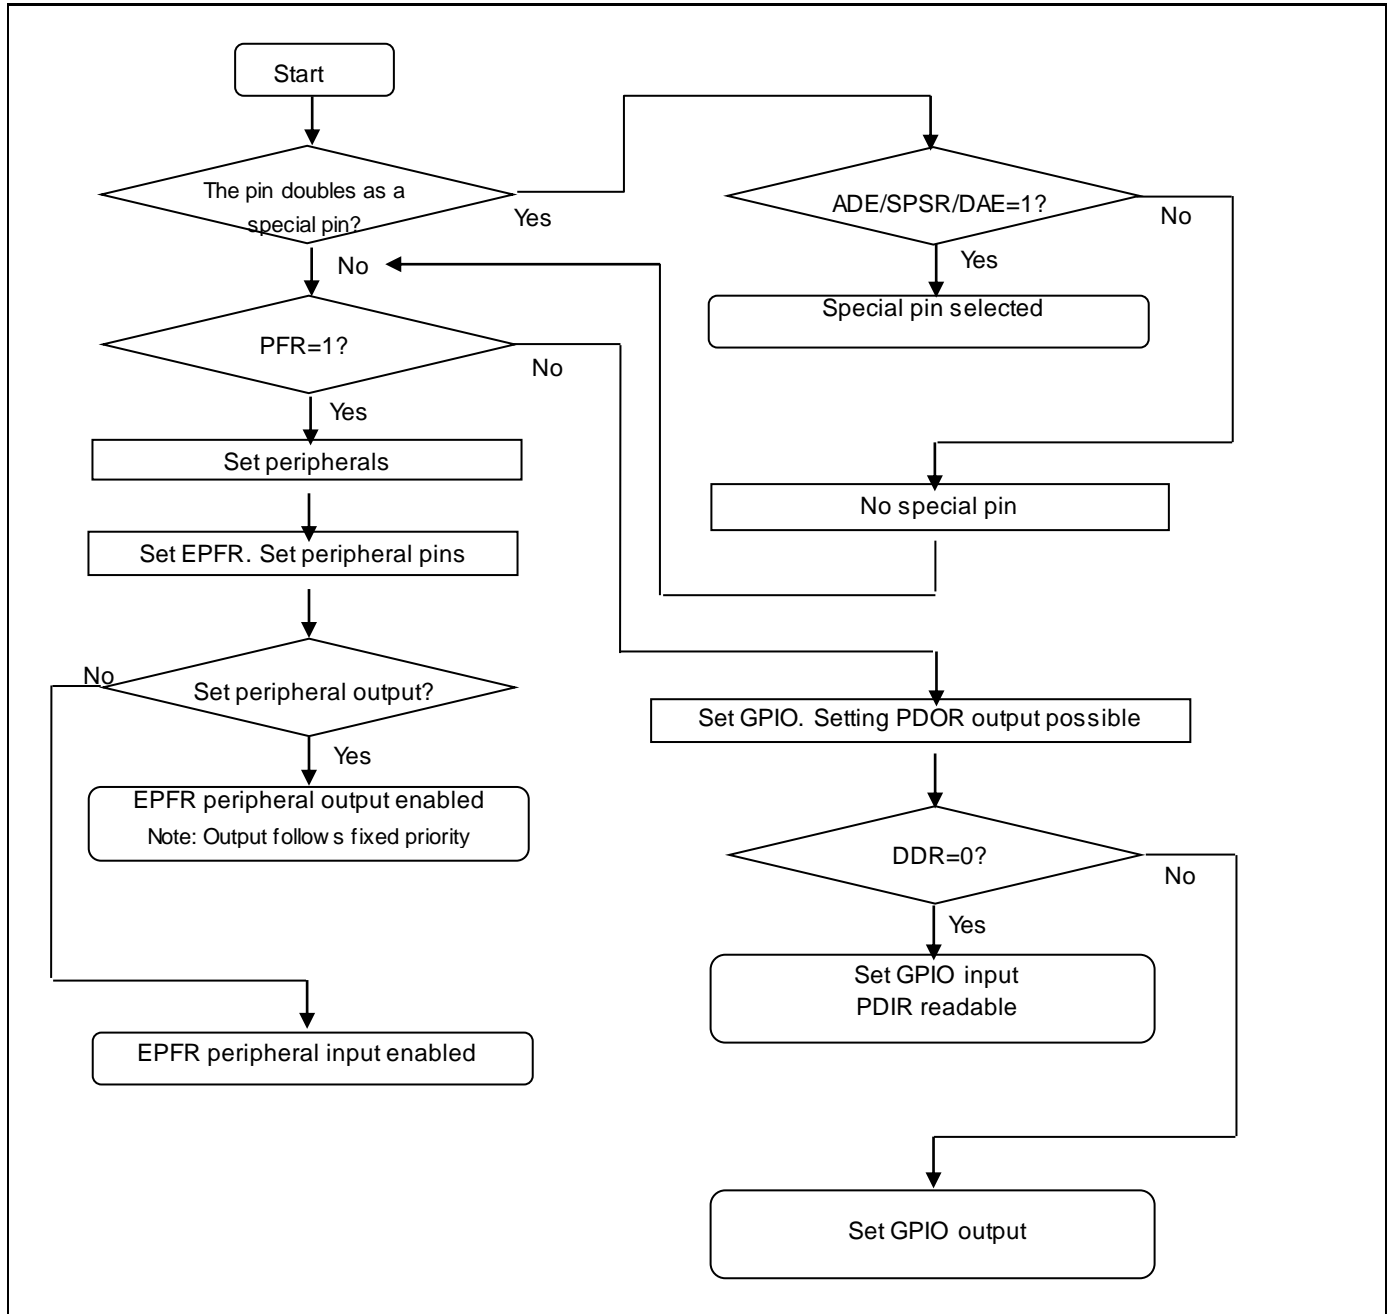 Start
The pin doubles as a
special pin?
Yes
No
ADE/SPSR/DAE=1?
No
Yes
Special pin selected
PFR=1?
No
Yes
Set peripherals
No special pin
Set EPFR. Set peripheral pins
No
Set peripheral output?
Yes
Set GPIO. Setting PDOR output possible
EPFR peripheral output enabled
Note: Output follows fixed priority
DDR=0?
No
Yes
Set GPIO input
PDIR readable
EPFR peripheral input enabled
Set GPIO output